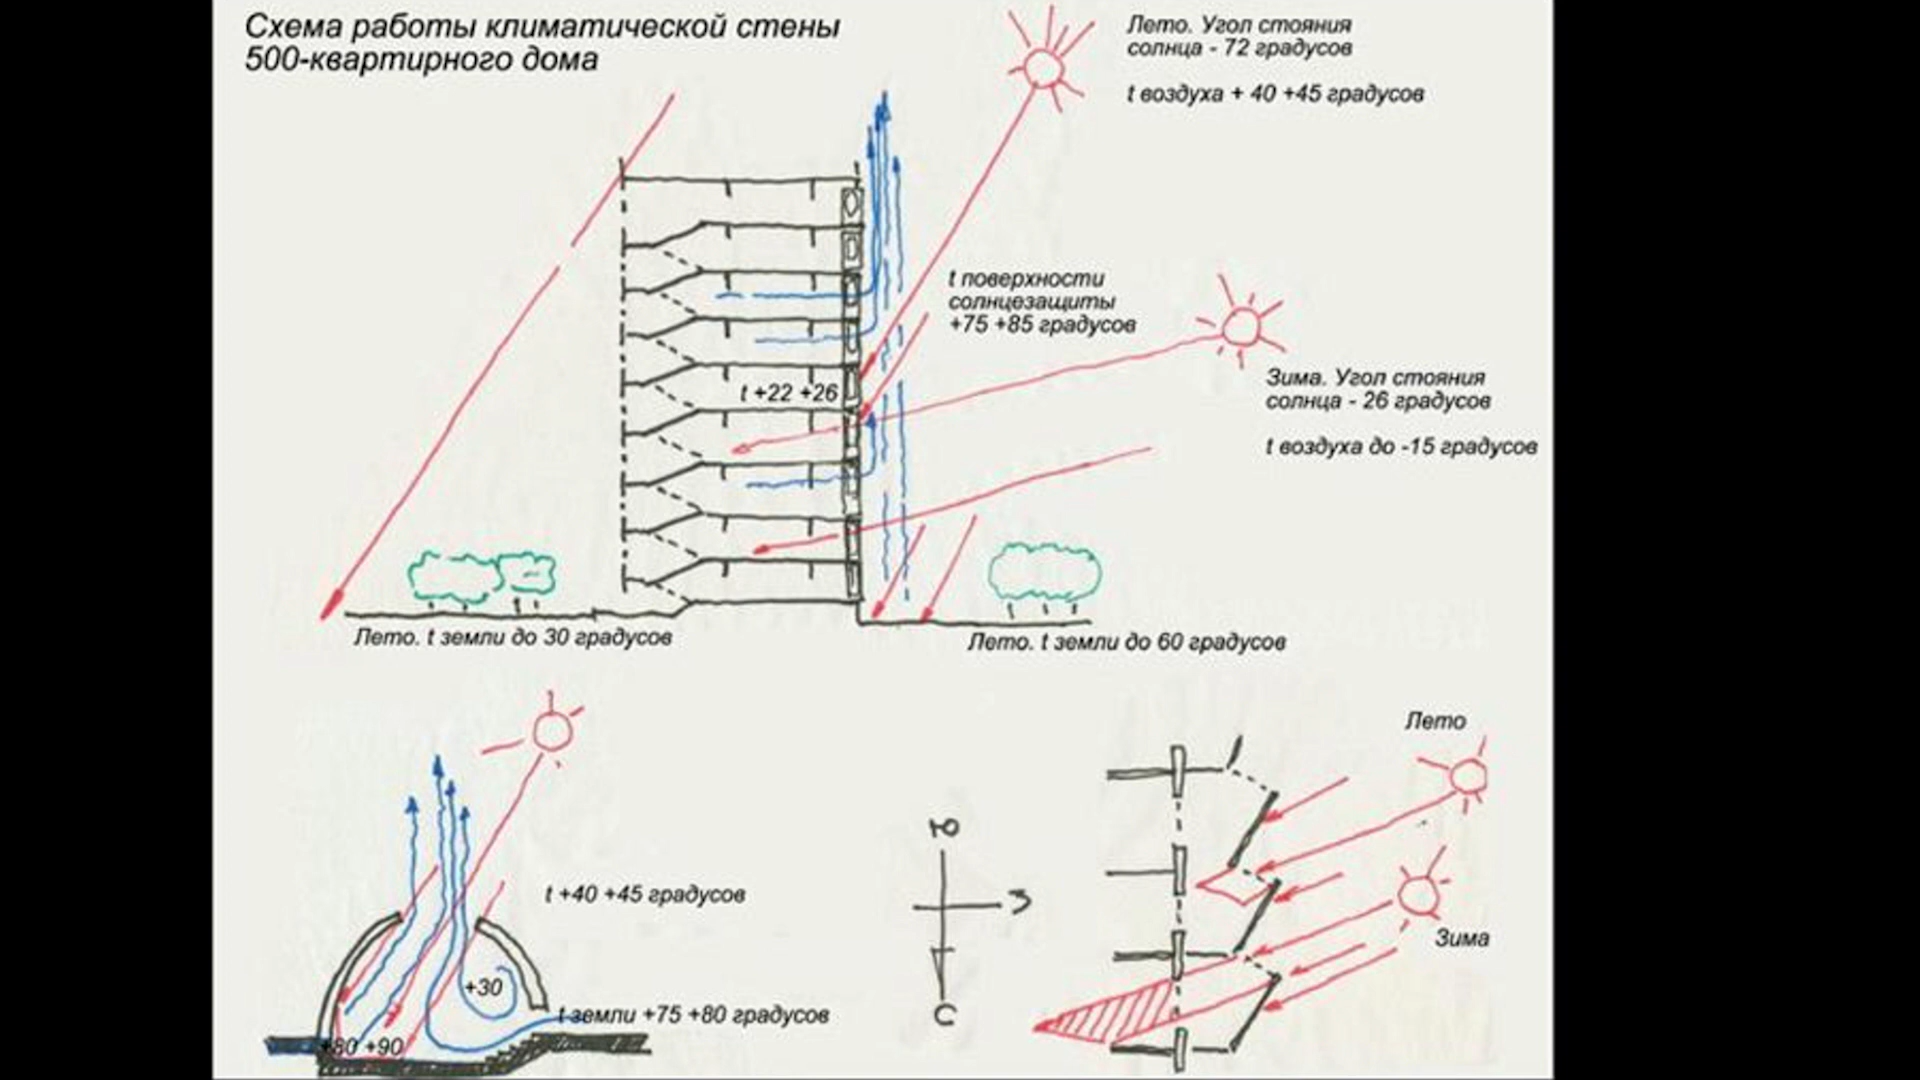 Схема работы климатической стены
500-квартирного дома
Лето. Угол стояния
солнца - 72 градусов
t воздуха + 40 +45 градусов
t поверхности
солнцезащиты
+75 +85 градусов
t +22 +26
Зима. Угол стояния
солнца - 26 градусов
t воздуха до -15 градусов
Лето. t земли до 30 градусов
Лето. t земли до 60 градусов
t +40 +45 градусов
+30
t земли +75 +80 градусов
+80 +90
Ю
З
С
Лето
Зима